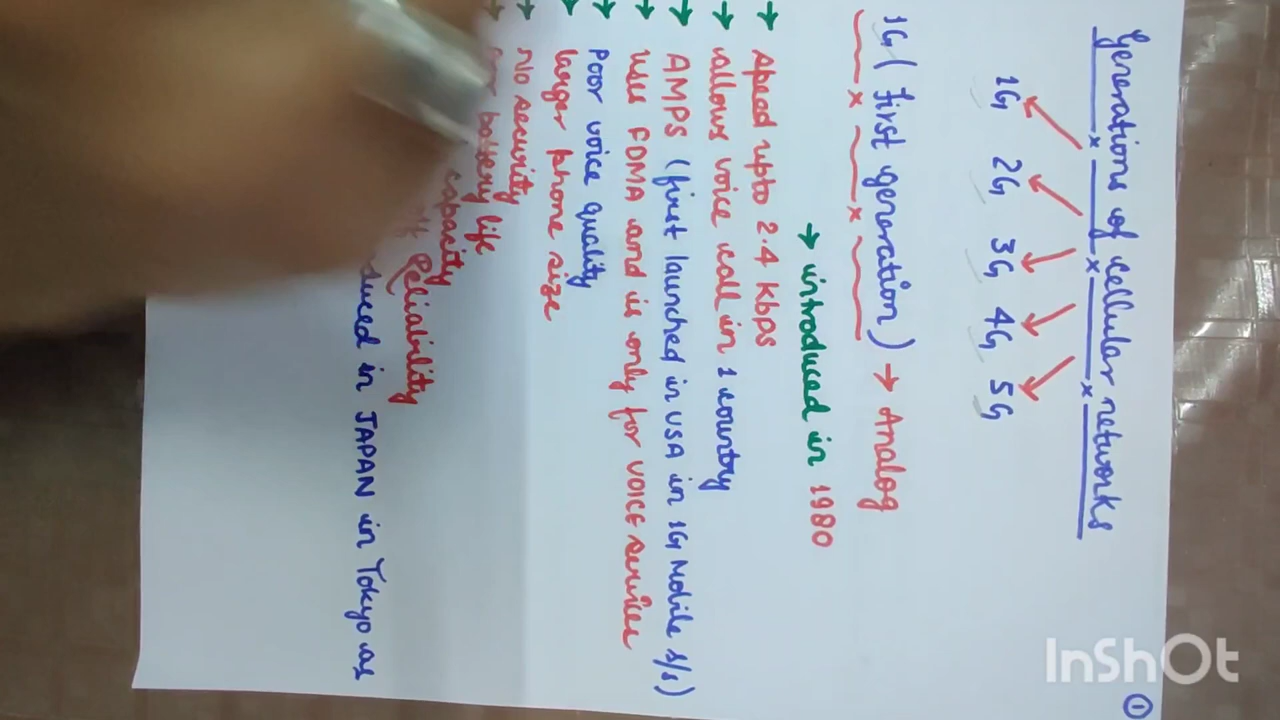 ①
Generations of cellular networks
1G 2G 3G 4G 5G
1G (first generation) → Analog
→ introduced in 1980
→ speed upto 2.4 Kbps
→ allows voice call in 1 country
→ AMPS (first launched in USA in 1G Mobile s/s)
→ uses FDMA and is only for VOICE services
→ Poor voice quality
→ larger phone size
→ No security
→ battery life
capacity
Reliability
duced in JAPAN in Tokyo as
InShOt